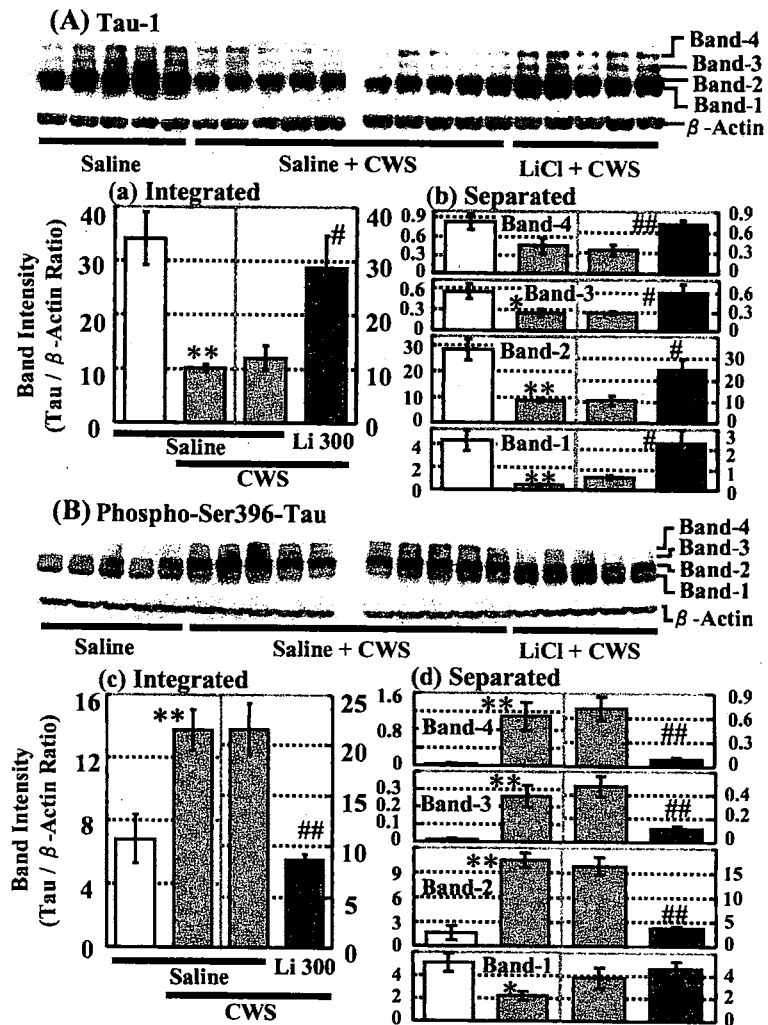 (A) Tau-1
Band-4
Band-3
Band-2
Band-1
β-Actin
Saline
Saline + CWS
LiCl + CWS
(a) Integrated
Band Intensity
(Tau / β-Actin Ratio)
40
30
20
10
0
**
#
40
30
20
10
0
Saline
Li 300
CWS
(b) Separated
0.9
0.6
0.3
0
Band-4
##
0.9
0.6
0.3
0
0.6
0.3
0
*
Band-3
#
0.6
0.3
0
30
20
10
0
Band-2
**
#
30
20
10
0
4
2
0
Band-1
**
#
3
2
1
0
(B) Phospho-Ser396-Tau
Band-4
Band-3
Band-2
Band-1
β-Actin
Saline
Saline + CWS
LiCl + CWS
(c) Integrated
Band Intensity
(Tau / β-Actin Ratio)
16
12
8
4
0
**
##
25
20
15
10
5
0
Saline
Li 300
CWS
(d) Separated
1.6
0.8
0
Band-4
**
##
0.9
0.6
0.3
0
0.3
0.2
0.1
0
Band-3
**
##
0.4
0.2
0
9
6
3
0
Band-2
**
##
15
10
5
0
4
2
0
Band-1
*
4
2
0